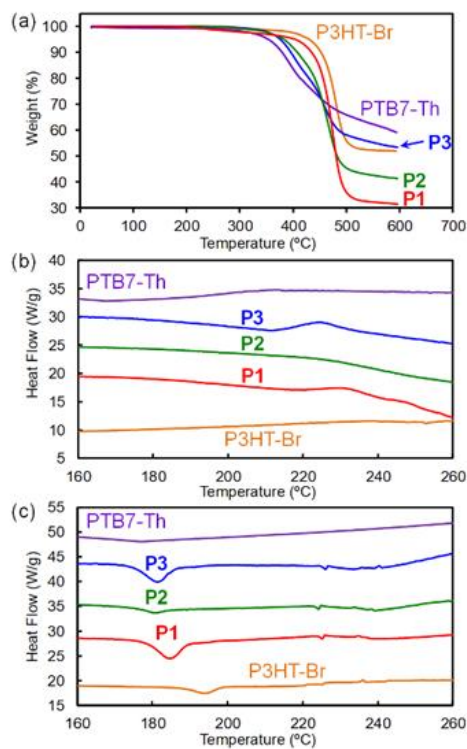 (a)
100
90
80
70
60
50
40
30
Weight (%)
P3HT-Br
PTB7-Th
P3
P2
P1
0 100 200 300 400 500 600 700
Temperature (ºC)
(b)
40
35
30
25
20
15
10
5
Heat Flow (W/g)
PTB7-Th
P3
P2
P1
P3HT-Br
160 180 200 220 240 260
Temperature (ºC)
(c)
55
50
45
40
35
30
25
20
15
Heat Flow (W/g)
PTB7-Th
P3
P2
P1
P3HT-Br
160 180 200 220 240 260
Temperature (ºC)